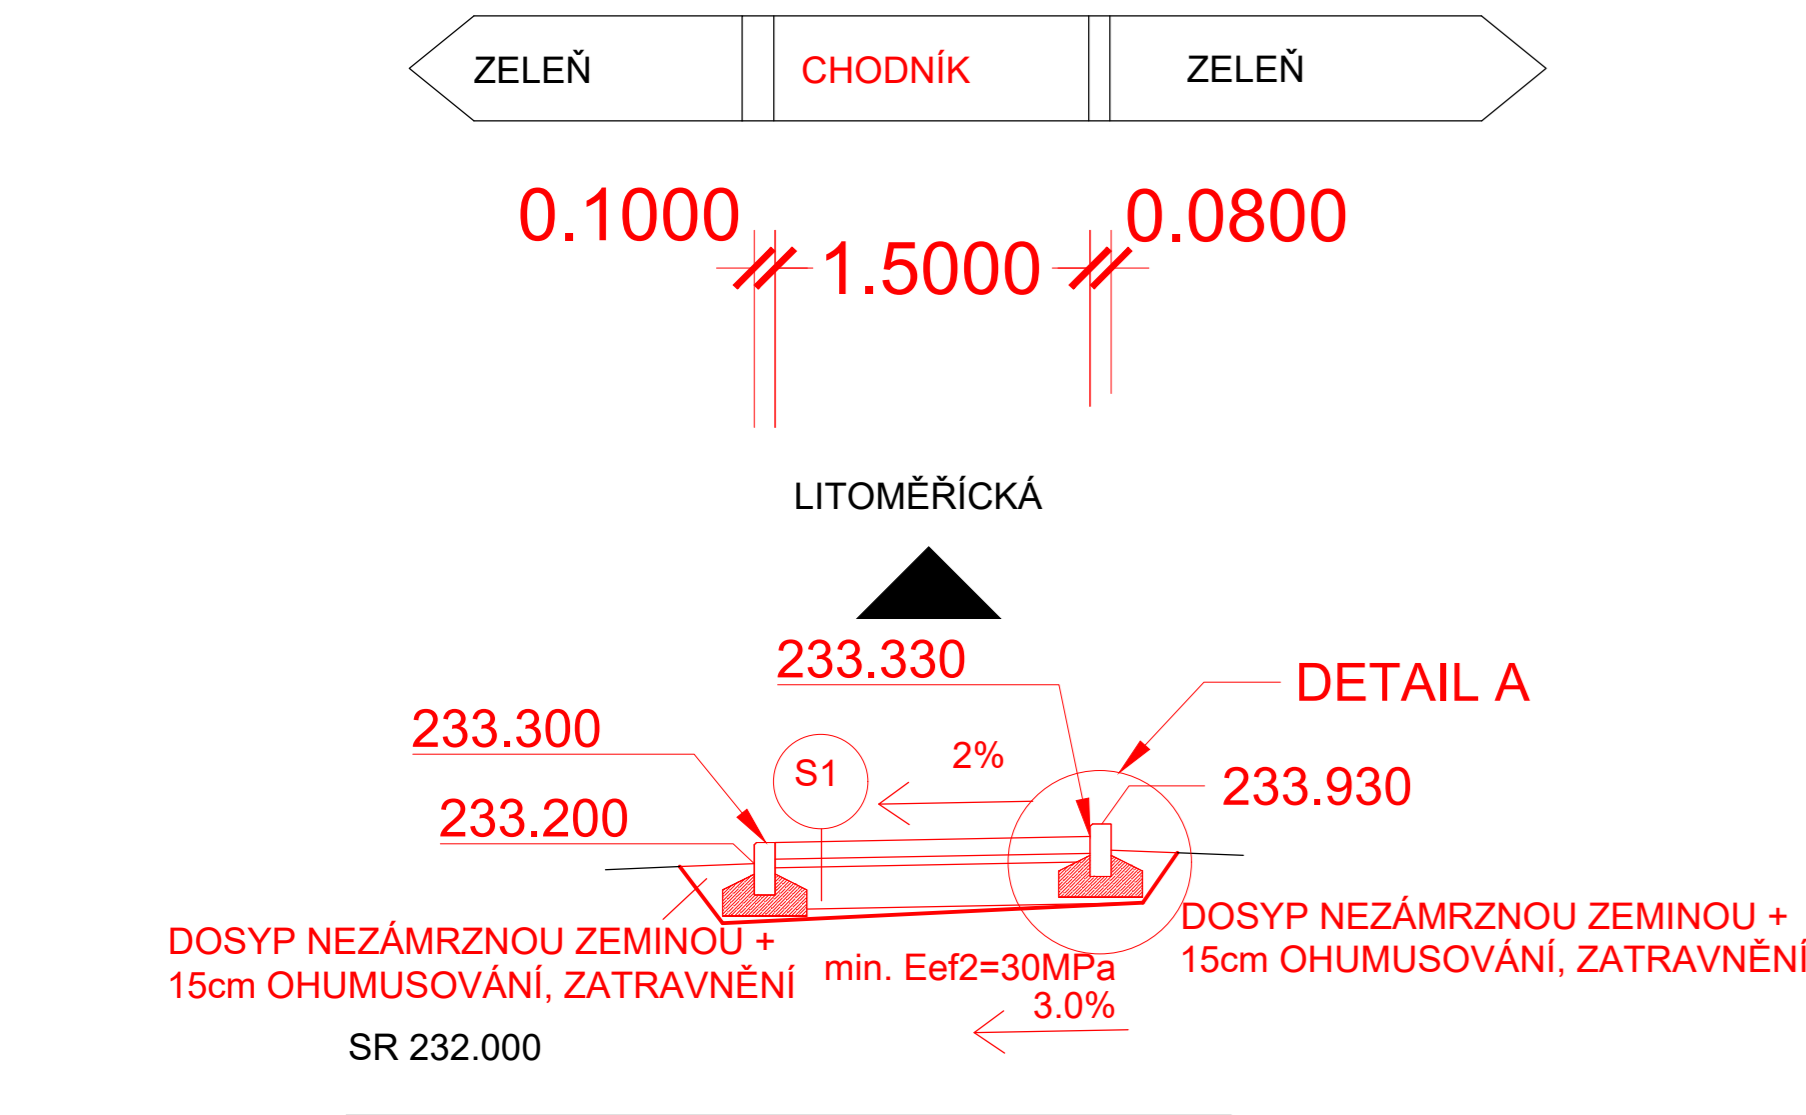 ZELEŇ CHODNÍK ZELEŇ
0.1000 1.5000 0.0800
LITOMĚŘÍCKÁ
233.330
DETAIL A
233.300
S1
2%
233.930
233.200
DOSYP NEZÁMRZNOU ZEMINOU +
15cm OHUMUSOVÁNÍ, ZATRAVNĚNÍ
min. Eef2=30MPa
3.0%
DOSYP NEZÁMRZNOU ZEMINOU +
15cm OHUMUSOVÁNÍ, ZATRAVNĚNÍ
SR 232.000